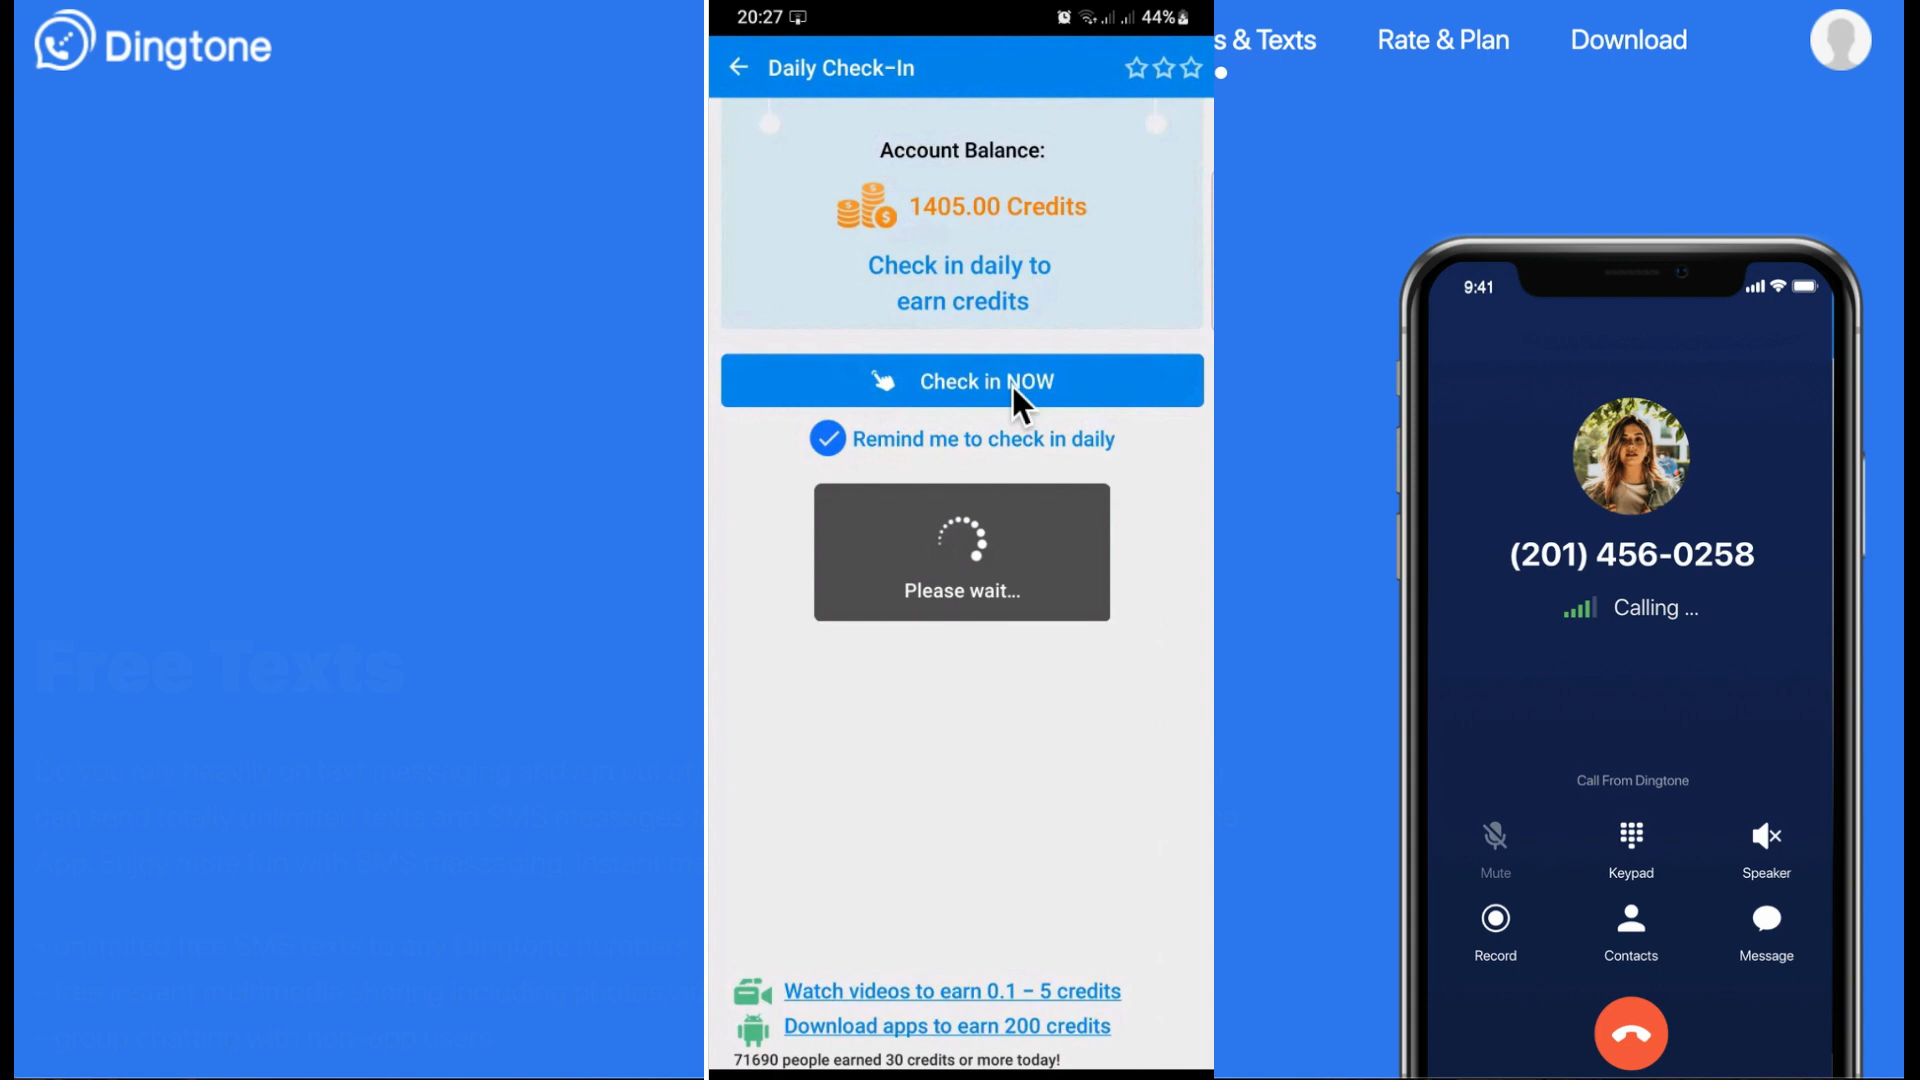 Dingtone
Free Texts
20:27
44%
Daily Check-In
Account Balance:
1405.00 Credits
Check in daily to
earn credits
Check in NOW
Remind me to check in daily
Please wait...
Watch videos to earn 0.1 - 5 credits
Download apps to earn 200 credits
71690 people earned 30 credits or more today!
s & Texts
Rate & Plan
Download
9:41
(201) 456-0258
Calling ...
Call From Dingtone
Mute
Keypad
Speaker
Record
Contacts
Message